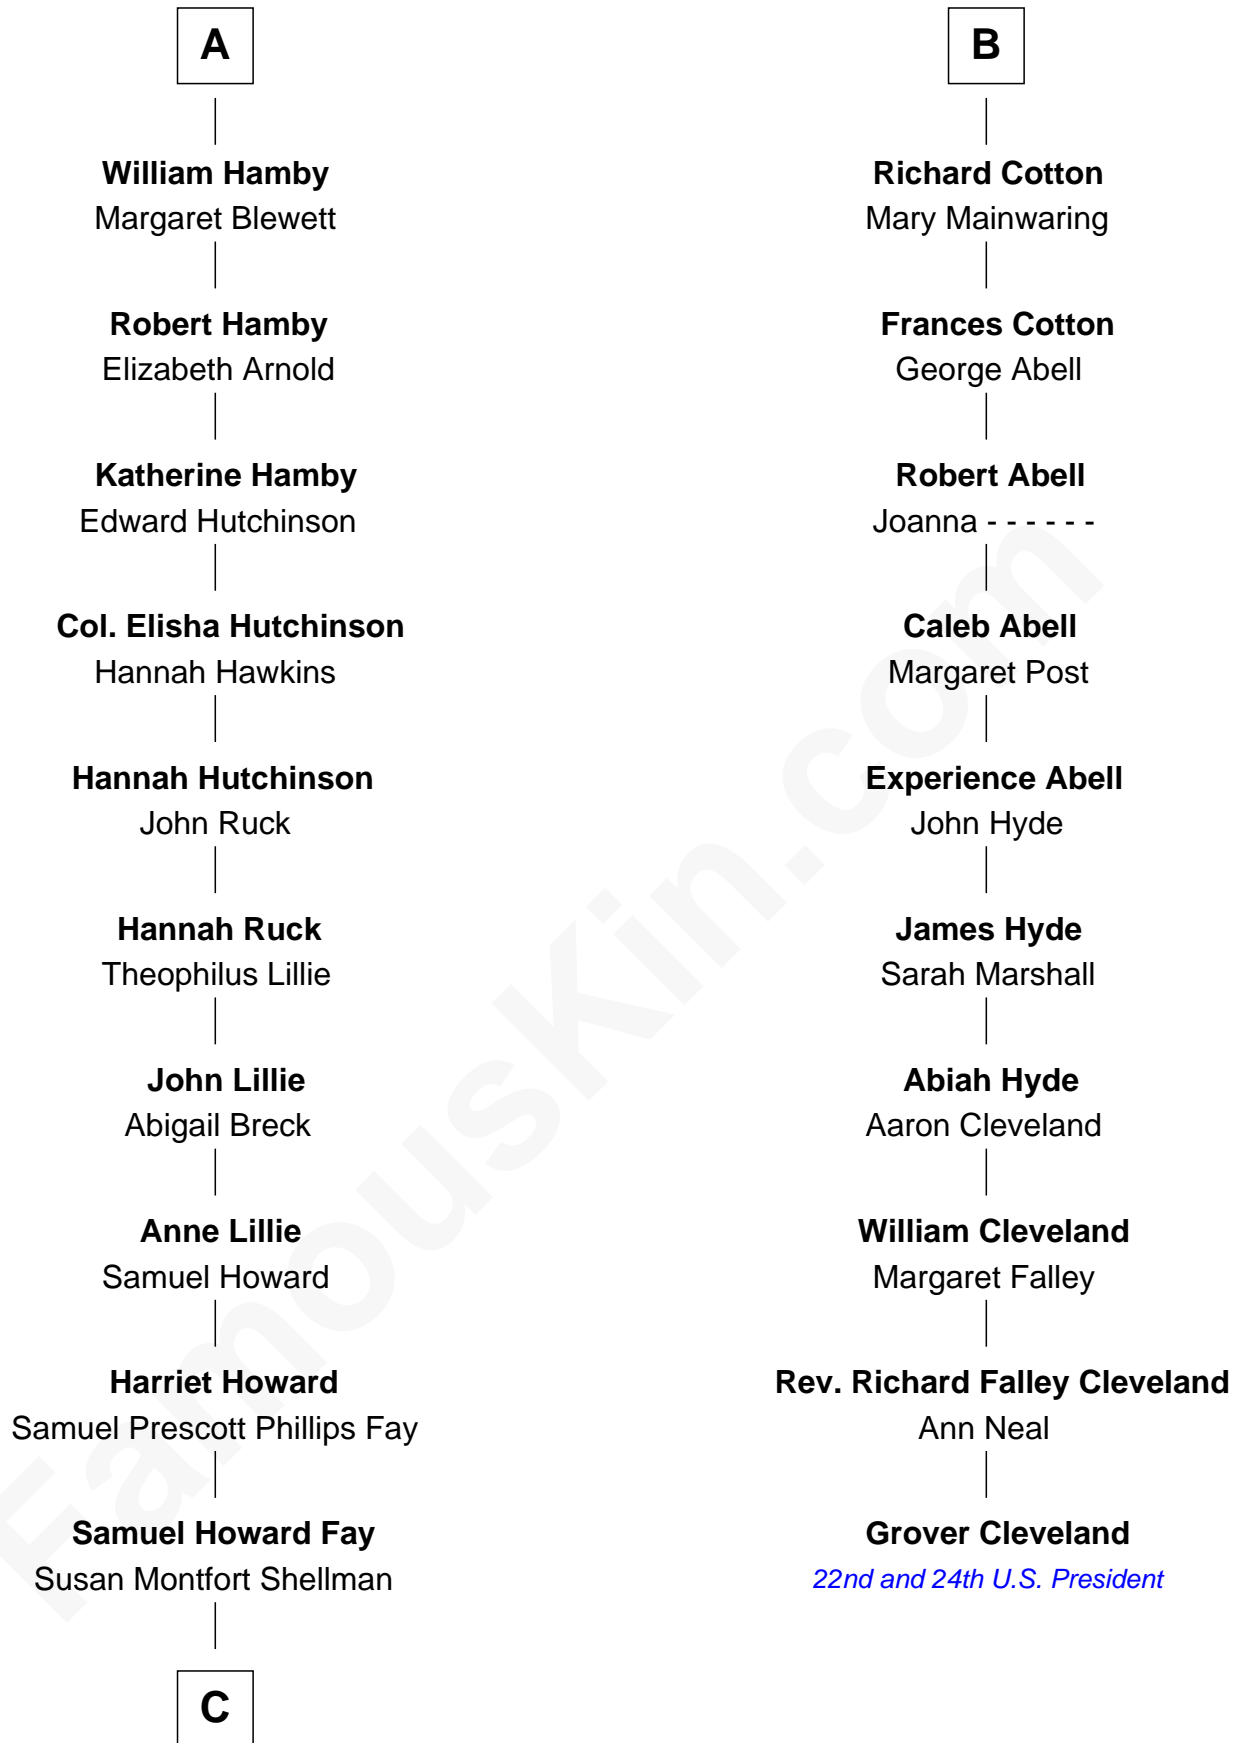 A
William Hamby
Margaret Blewett
Robert Hamby
Elizabeth Arnold
Katherine Hamby
Edward Hutchinson
Col. Elisha Hutchinson
Hannah Hawkins
Hannah Hutchinson
John Ruck
Hannah Ruck
Theophilus Lillie
John Lillie
Abigail Breck
Anne Lillie
Samuel Howard
Harriet Howard
Samuel Prescott Phillips Fay
Samuel Howard Fay
Susan Montfort Shellman
C
B
Richard Cotton
Mary Mainwaring
Frances Cotton
George Abell
Robert Abell
Joanna - - - - - -
Caleb Abell
Margaret Post
Experience Abell
John Hyde
James Hyde
Sarah Marshall
Abiah Hyde
Aaron Cleveland
William Cleveland
Margaret Falley
Rev. Richard Falley Cleveland
Ann Neal
Grover Cleveland
22nd and 24th U.S. President
FamousKin.com